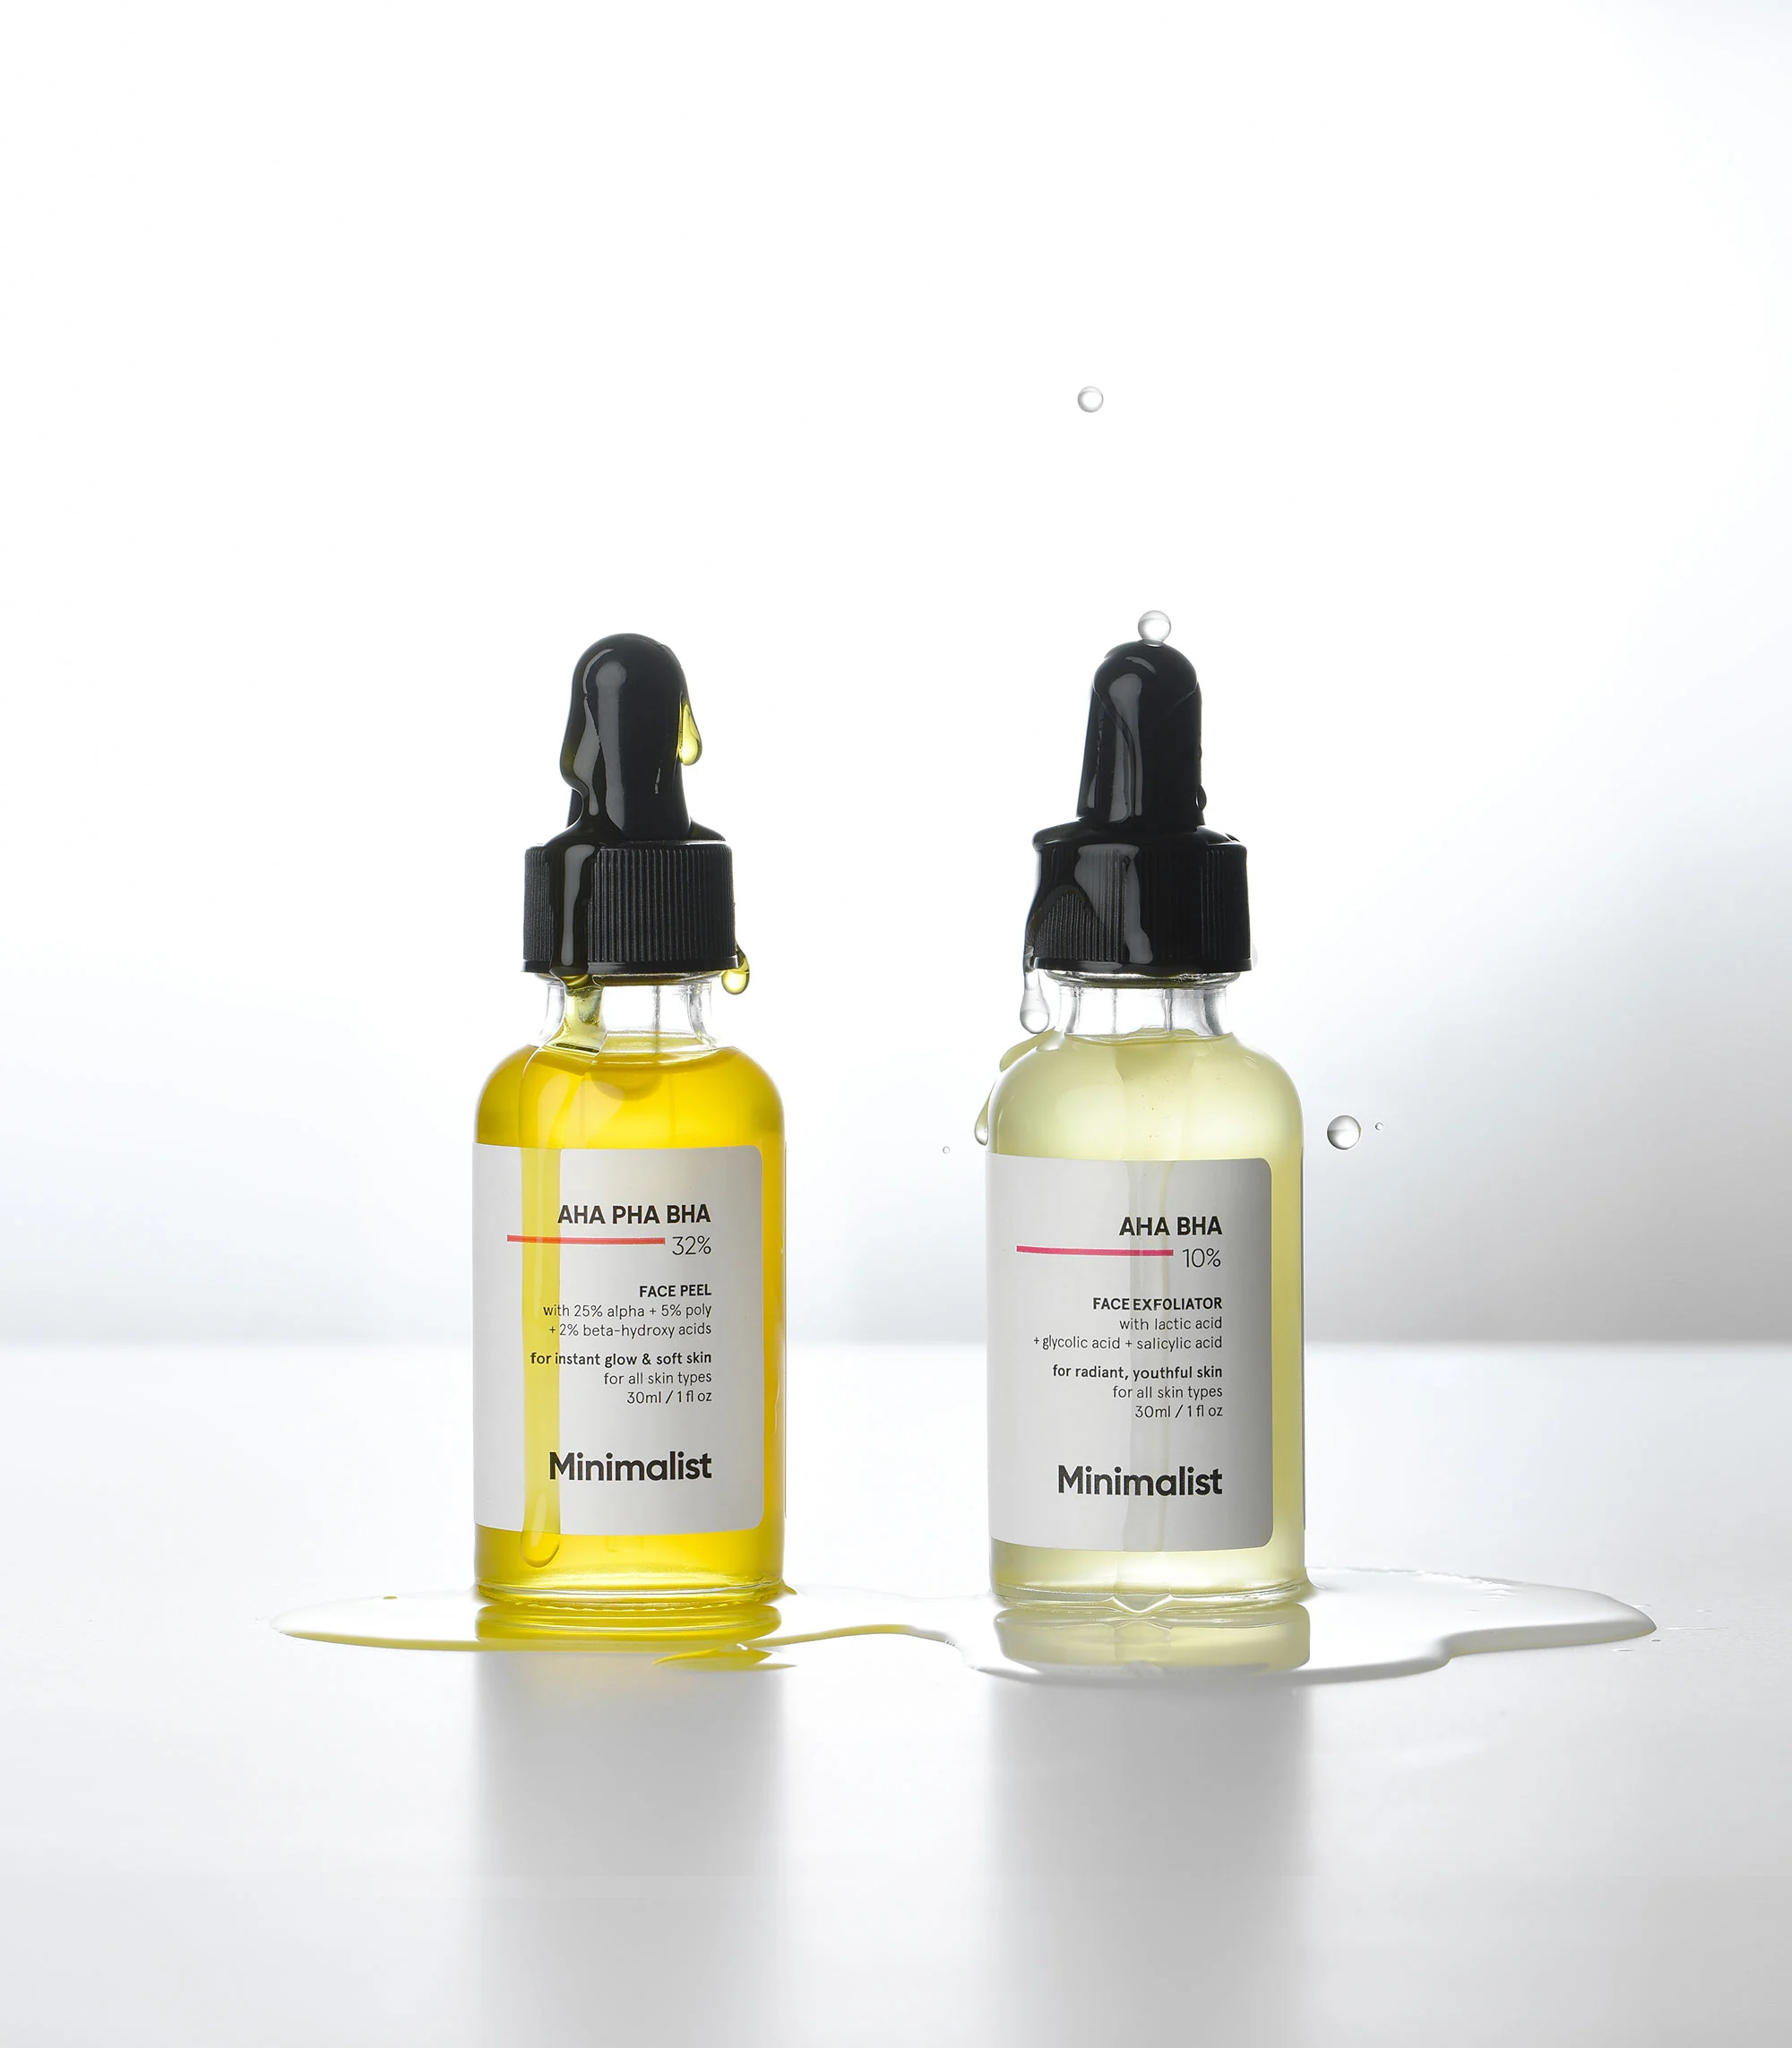 AHA PHA BHA
32%
FACE PEEL
with 25% alpha + 5% poly
+ 2% beta-hydroxy acids
for instant glow & soft skin
for all skin types
30ml / 1 fl oz
Minimalist
AHA BHA
10%
FACE EXFOLIATOR
with lactic acid
+ glycolic acid + salicylic acid
for radiant, youthful skin
for all skin types
30ml / 1 fl oz
Minimalist